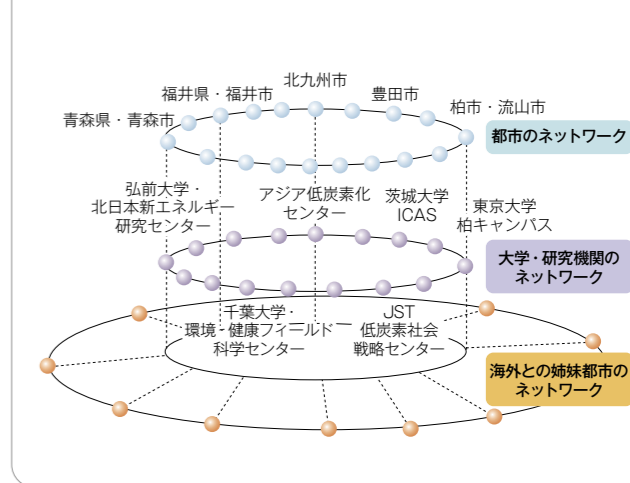 北九州市
福井県・福井市
豊田市
青森県・青森市
柏市・流山市
都市のネットワーク
弘前大学・
北日本新エネルギー
研究センター
アジア低炭素化
センター
茨城大学
ICAS
東京大学
柏キャンパス
大学・研究機関の
ネットワーク
千葉大学・
環境・健康フィールド
科学センター
JST
低炭素社会
戦略センター
海外との姉妹都市の
ネットワーク